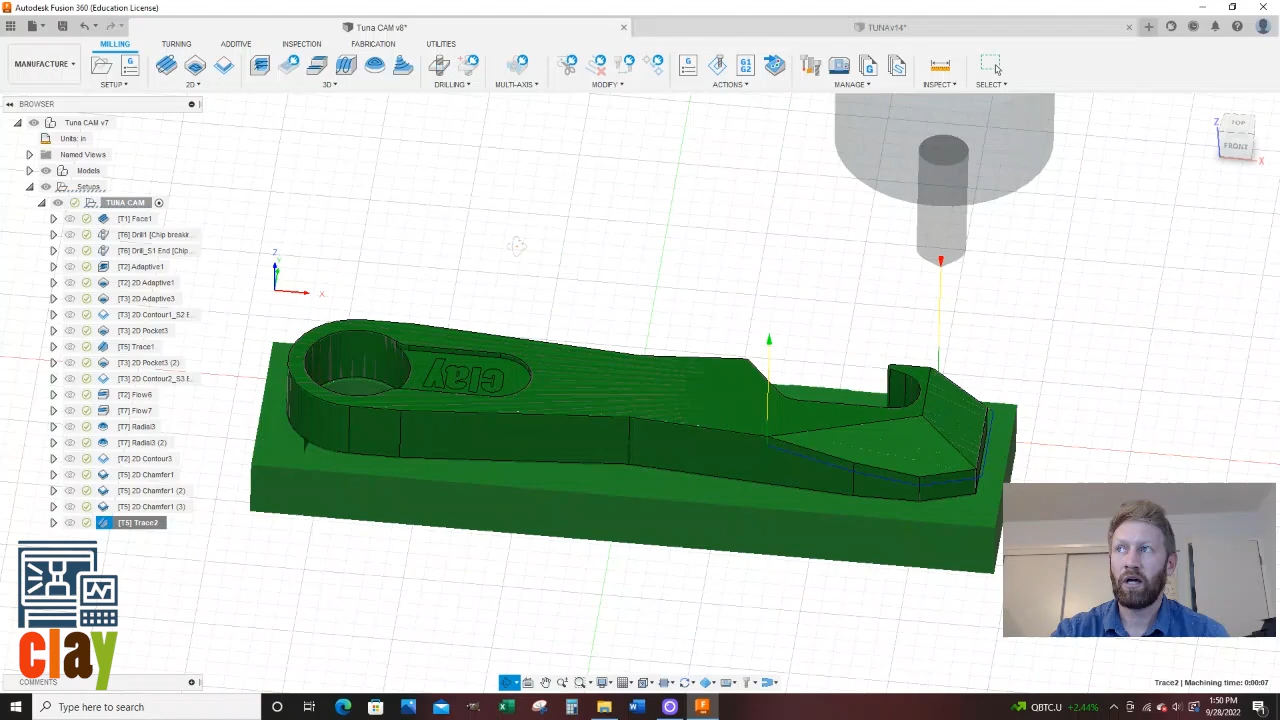 Autodesk Fusion 360 (Education License)
Tuna CAM v8*
TUNAv14*
MANUFACTURE
MILLING TURNING ADDITIVE INSPECTION FABRICATION UTILITIES
SETUP 2D 3D DRILLING MULTI-AXIS MODIFY ACTIONS MANAGE INSPECT SELECT
BROWSER
Tuna CAM v7
Units: in
Named Views
Models
Setups
TUNA CAM
[T1] Face1
[T6] Drill1 [Chip breakk...
[T6] Drill_S1 End [Chip ...
[T2] Adaptive1
[T3] 2D Adaptive1
[T3] 2D Adaptive3
[T3] 2D Contour1_S2 E...
[T3] 2D Pocket3
[T5] Trace1
[T3] 2D Pocket3 (2)
[T3] 2D Contour2_S3 E...
[T2] Flow6
[T2] Flow7
[T7] Radial3
[T7] Radial3 (2)
[T2] 2D Contour3
[T5] 2D Chamfer1
[T5] 2D Chamfer1 (2)
[T5] 2D Chamfer1 (3)
[T5] Trace2
clay
COMMENTS
Z
X
clay
TOP
FRONT
Z
X
Trace2 | Machining time: 0:00:07
Type here to search
QBTC.U +2.44%
1:50 PM
9/28/2022